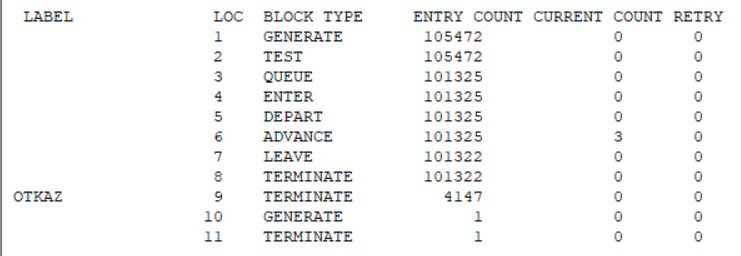 LABEL LOC BLOCK TYPE ENTRY COUNT CURRENT COUNT RETRY
1 GENERATE 105472 0 0
2 TEST 105472 0 0
3 QUEUE 101325 0 0
4 ENTER 101325 0 0
5 DEPART 101325 0 0
6 ADVANCE 101325 3 0
7 LEAVE 101322 0 0
8 TERMINATE 101322 0 0
OTKAZ 9 TERMINATE 4147 0 0
10 GENERATE 1 0 0
11 TERMINATE 1 0 0